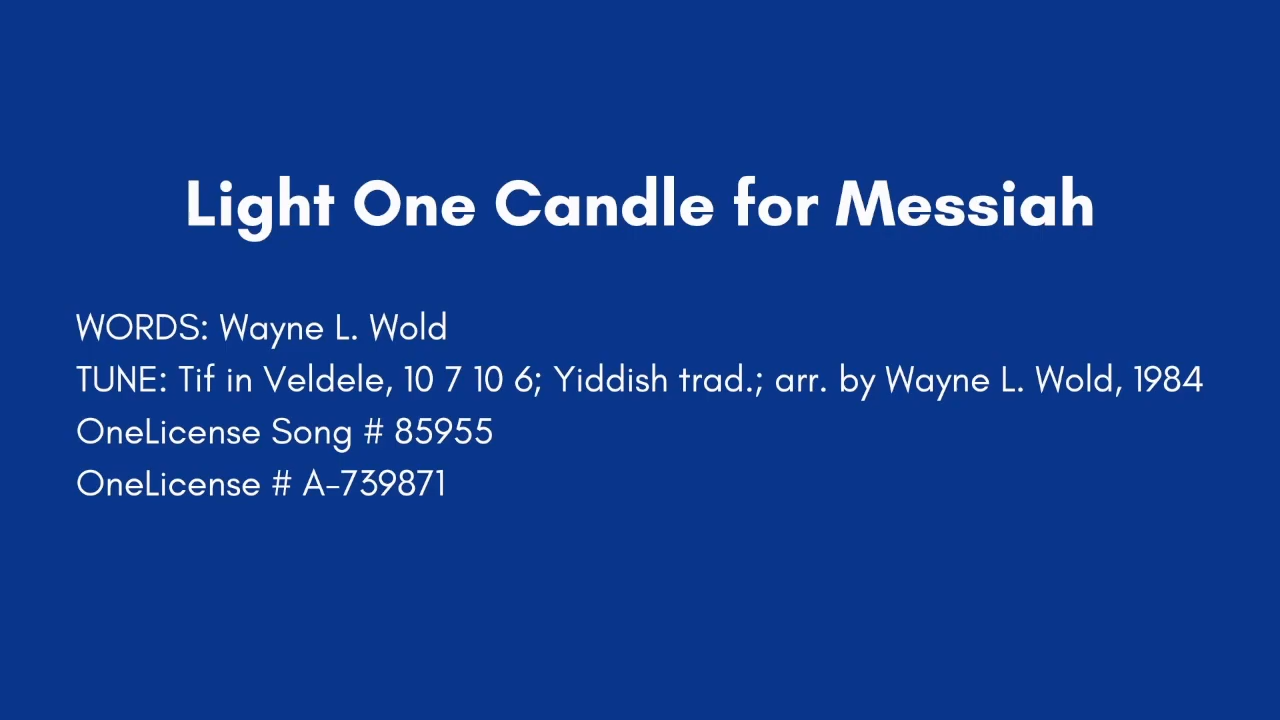 Light One Candle for Messiah
WORDS: Wayne L. Wold
TUNE: Tif in Veldele, 10 7 10 6; Yiddish trad.; arr. by Wayne L. Wold, 1984
OneLicense Song # 85955
OneLicense # A-739871